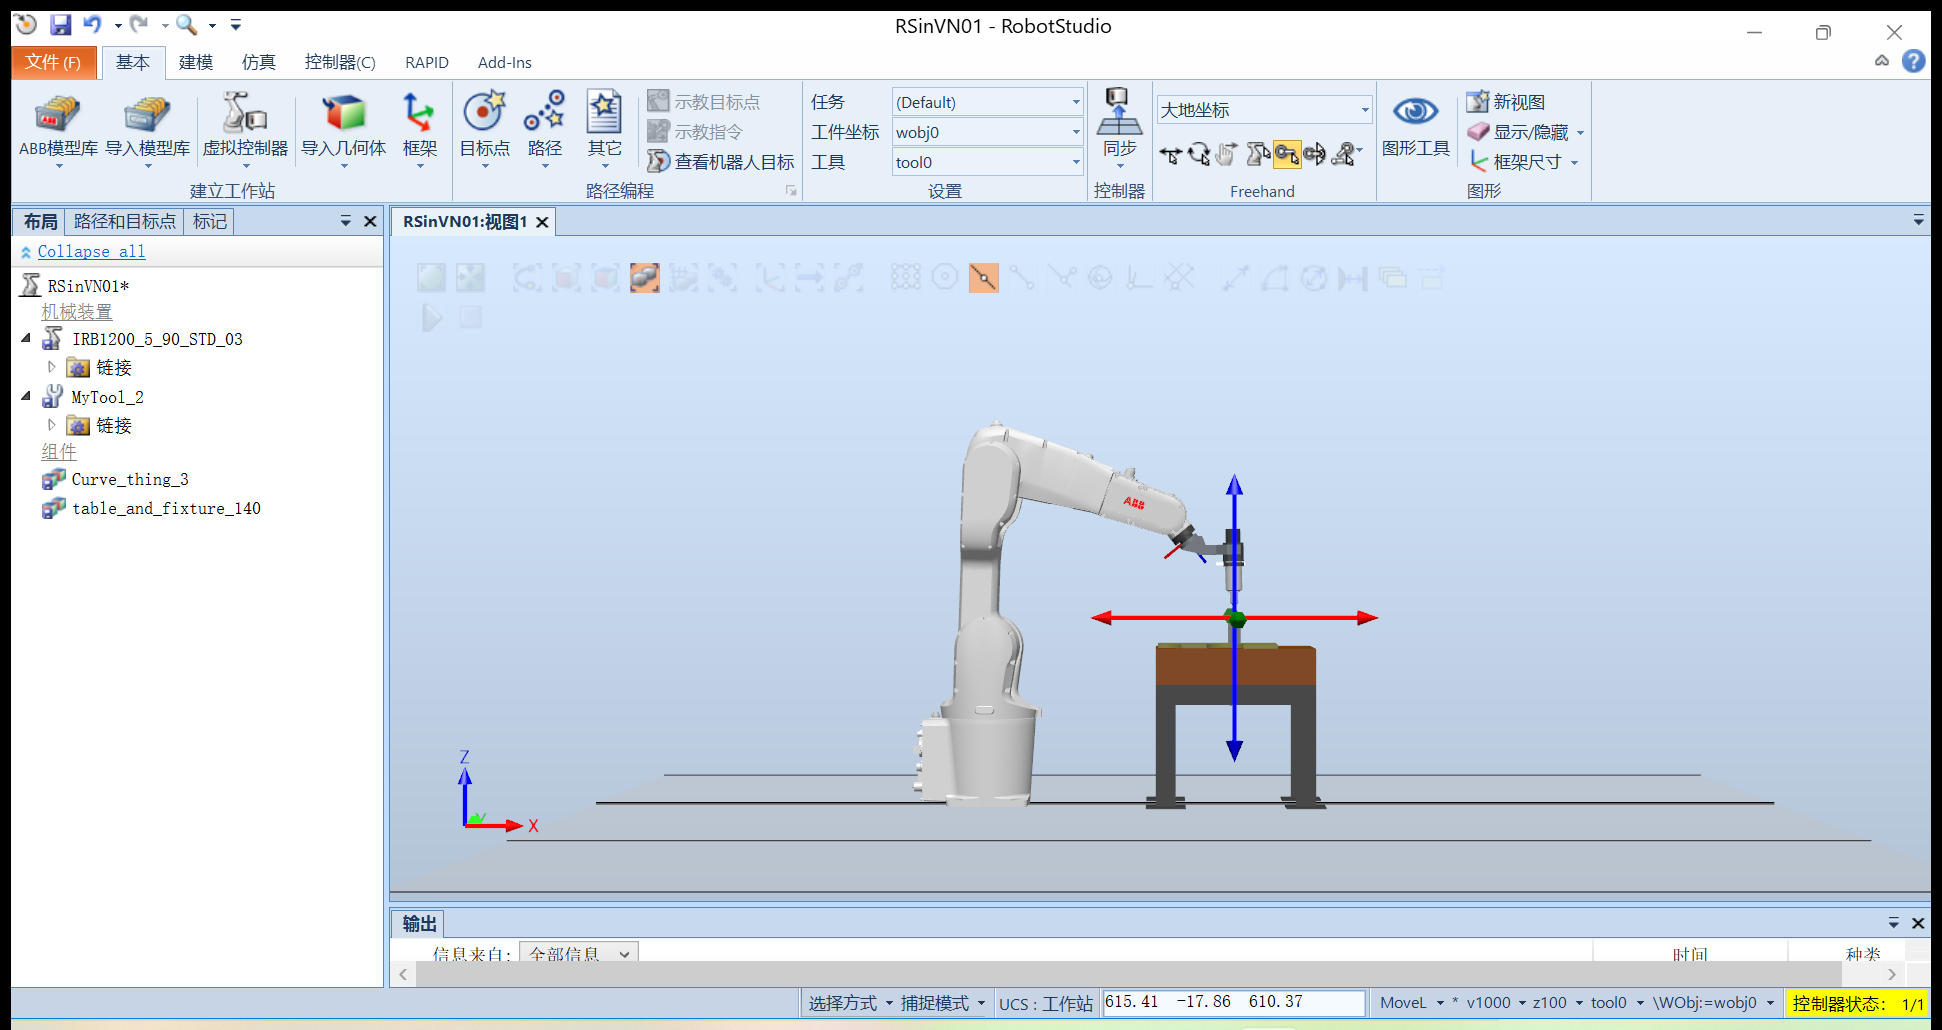 RSinVN01 - RobotStudio
文件(F) 基本 建模 仿真 控制器(C) RAPID Add-Ins
ABB模型库 导入模型库 虚拟控制器 导入几何体 框架
建立工作站
目标点 路径 其它
示教目标点
示教指令
查看机器人目标
路径编程
任务 (Default)
工件坐标 wobj0
工具 tool0
设置
同步
控制器
大地坐标
Freehand
图形工具
新视图
显示/隐藏
框架尺寸
图形
布局 路径和目标点 标记
Collapse all
RSinVN01*
机械装置
IRB1200_5_90_STD_03
链接
MyTool_2
链接
组件
Curve_thing_3
table_and_fixture_140
RSinVN01:视图1
ABB
Z
Y
X
输出
信息来自: 全部信息 时间 种类
选择方式 捕捉模式 UCS : 工作站 615.41 -17.86 610.37 MoveL * v1000 z100 tool0 \WObj:=wobj0 控制器状态: 1/1